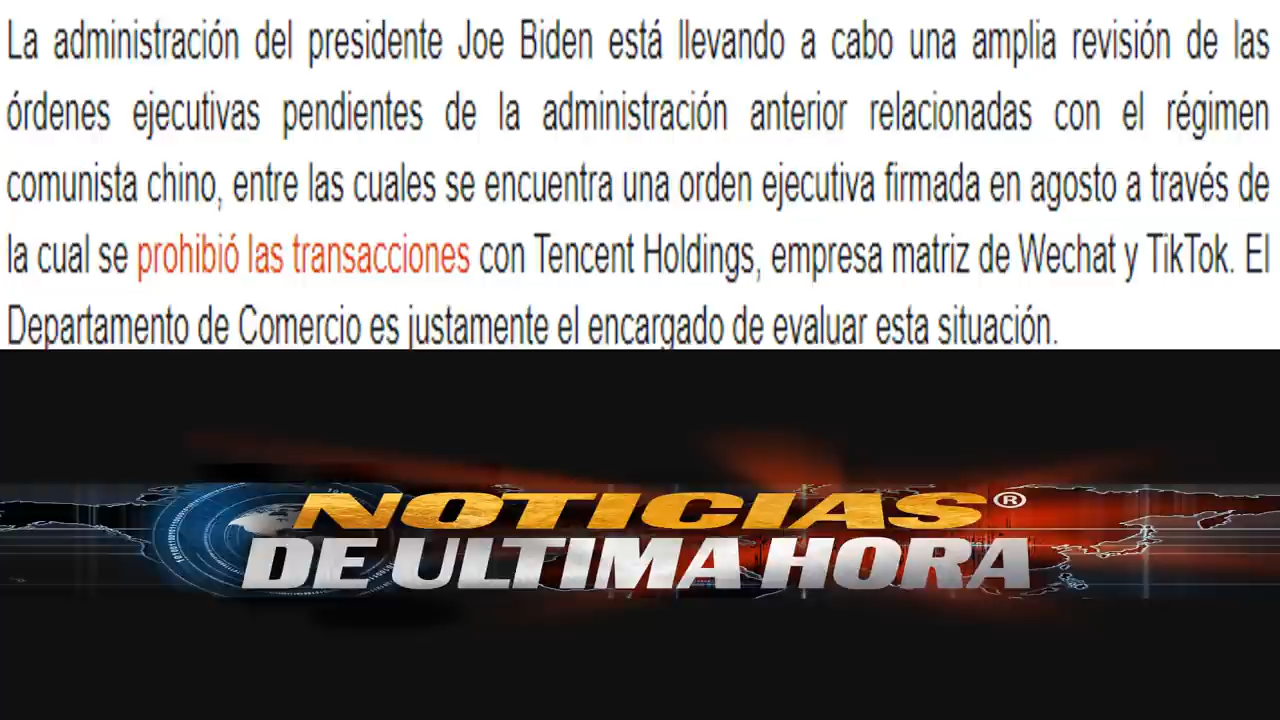 La administración del presidente Joe Biden está llevando a cabo una amplia revisión de las
órdenes ejecutivas pendientes de la administración anterior relacionadas con el régimen
comunista chino, entre las cuales se encuentra una orden ejecutiva firmada en agosto a través de
la cual se prohibió las transacciones con Tencent Holdings, empresa matriz de Wechat y TikTok. El
Departamento de Comercio es justamente el encargado de evaluar esta situación.
NOTICIAS®
DE ULTIMA HORA